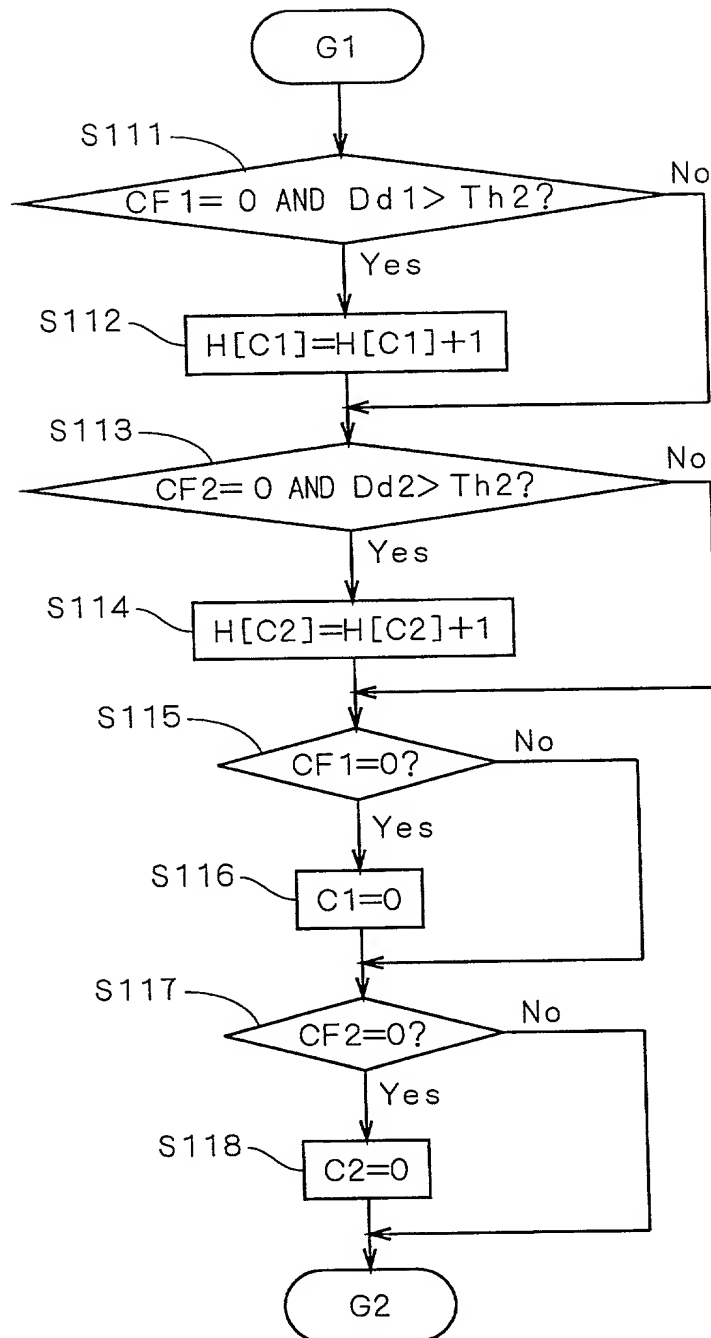 G1
S111
CF1= 0 AND Dd1> Th2?
No
Yes
S112
H[C1]=H[C1]+1
S113
CF2= 0 AND Dd2> Th2?
No
Yes
S114
H[C2]=H[C2]+1
S115
CF1=0?
No
Yes
S116
C1=0
S117
CF2=0?
No
Yes
S118
C2=0
G2